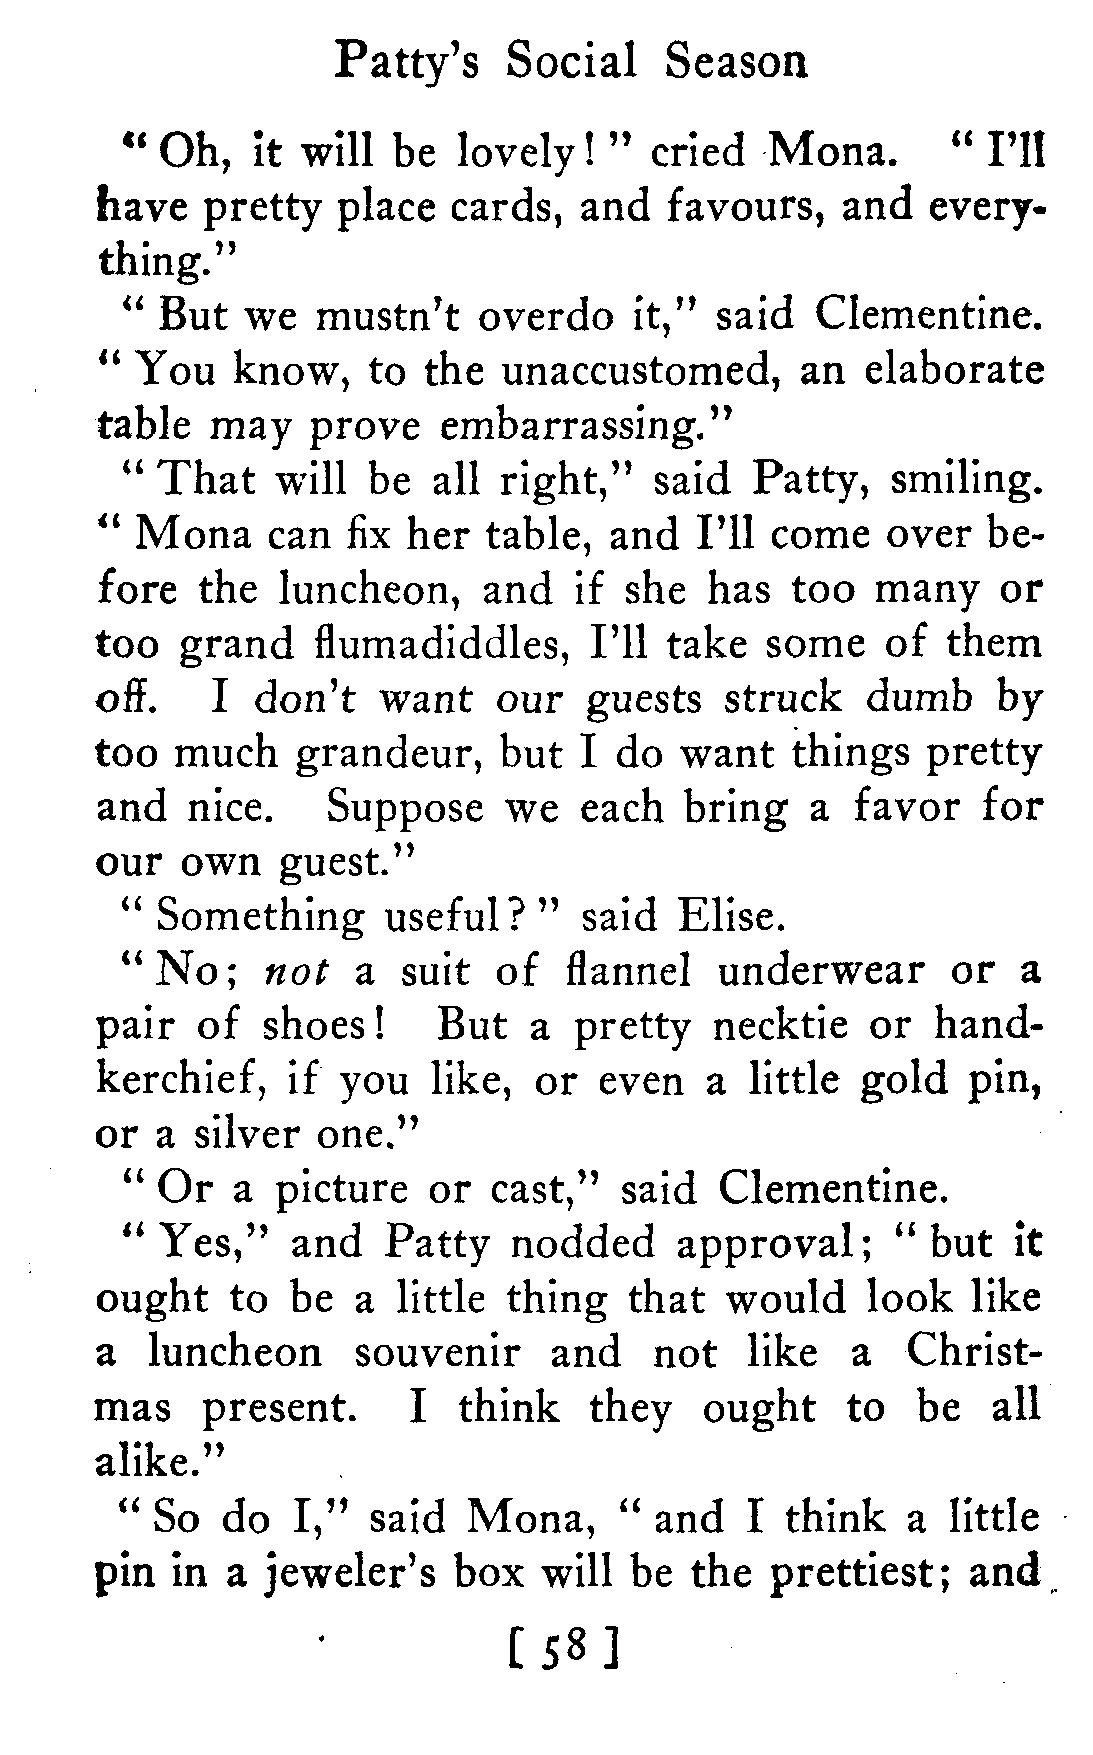 Patty's Social Season
“ Oh, it will be lovely! ” cried Mona. “ I'll
have pretty place cards, and favours, and every-
thing.”
“ But we mustn't overdo it,” said Clementine.
“ You know, to the unaccustomed, an elaborate
table may prove embarrassing.”
“ That will be all right,” said Patty, smiling.
“ Mona can fix her table, and I'll come over be-
fore the luncheon, and if she has too many or
too grand flumadiddles, I'll take some of them
off. I don't want our guests struck dumb by
too much grandeur, but I do want things pretty
and nice. Suppose we each bring a favor for
our own guest.”
“ Something useful? ” said Elise.
“ No; not a suit of flannel underwear or a
pair of shoes! But a pretty necktie or hand-
kerchief, if you like, or even a little gold pin,
or a silver one.”
“ Or a picture or cast,” said Clementine.
“ Yes,” and Patty nodded approval; “ but it
ought to be a little thing that would look like
a luncheon souvenir and not like a Christ-
mas present. I think they ought to be all
alike.”
“ So do I,” said Mona, “ and I think a little
pin in a jeweler's box will be the prettiest; and
[ 58 ]